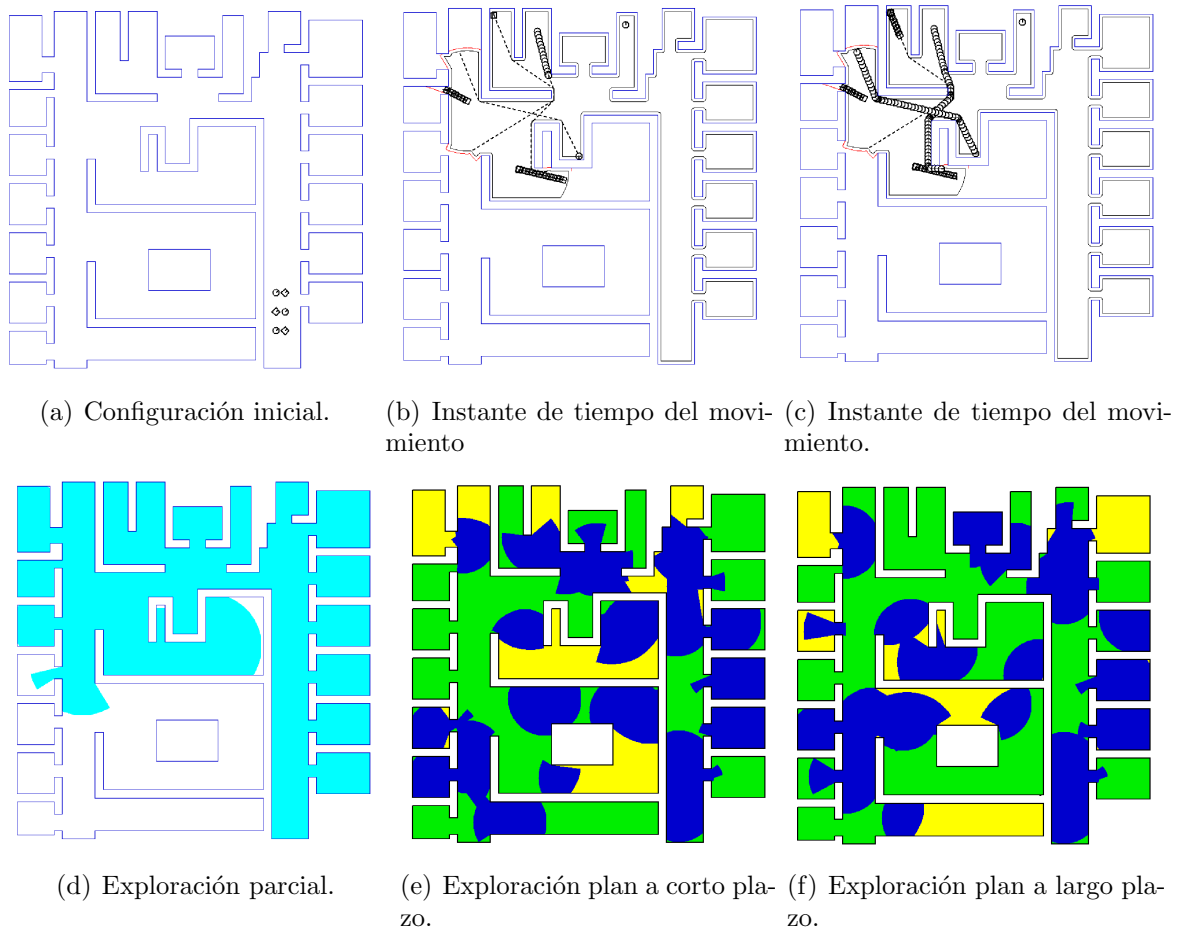 (a) Configuración inicial.
(b) Instante de tiempo del movi-
miento
(c) Instante de tiempo del movi-
miento.
(d) Exploración parcial.
(e) Exploración plan a corto pla-
zo.
(f) Exploración plan a largo pla-
zo.